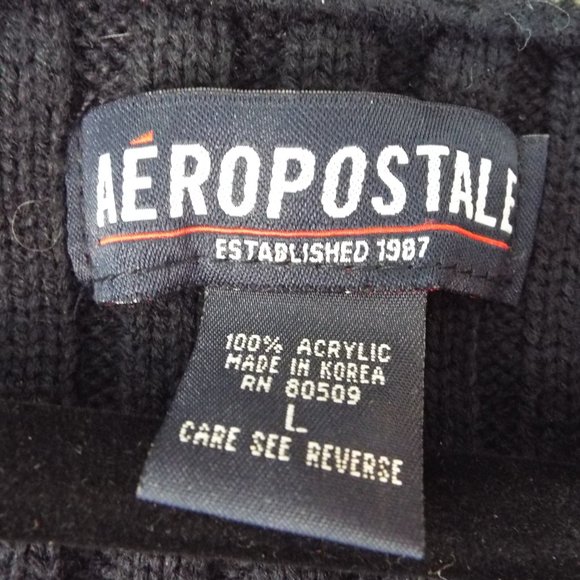 AÉROPOSTALE
ESTABLISHED 1987
100% ACRYLIC
MADE IN KOREA
RN 80509
L
CARE SEE REVERSE